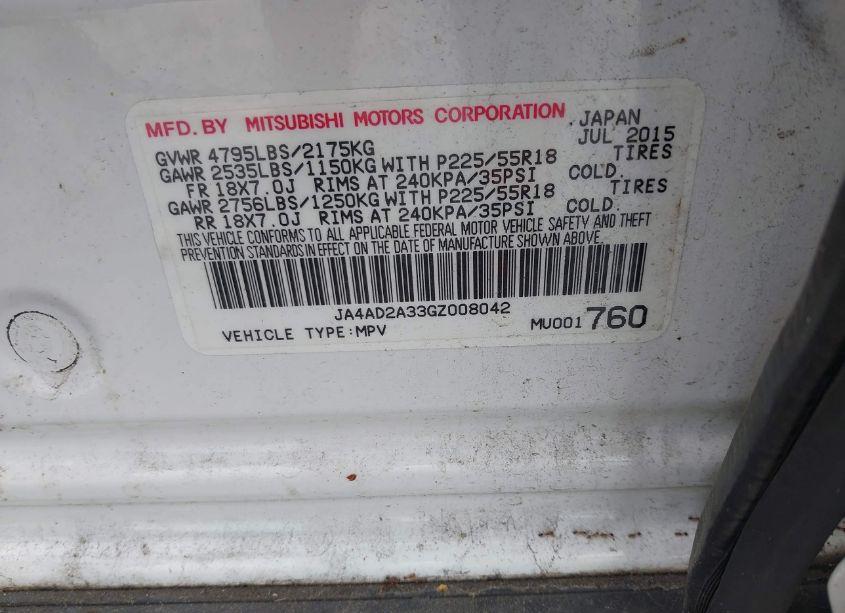 MFD. BY MITSUBISHI MOTORS CORPORATION, JAPAN
GVWR 4795LBS/2175KG JUL 2015
GAWR 2535LBS/1150KG WITH P225/55R18 TIRES
FR 18X7.0J RIMS AT 240KPA/35PSI COLD.
GAWR 2756LBS/1250KG WITH P225/55R18 TIRES
RR 18X7.0J RIMS AT 240KPA/35PSI COLD.
THIS VEHICLE CONFORMS TO ALL APPLICABLE FEDERAL MOTOR VEHICLE SAFETY AND THEFT
PREVENTION STANDARDS IN EFFECT ON THE DATE OF MANUFACTURE SHOWN ABOVE.
JA4AD2A33GZ008042
VEHICLE TYPE:MPV MU001760